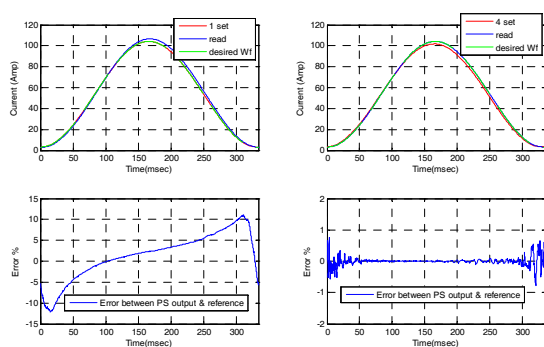 120
100
80
60
40
20
0
Current (Amp)
0 50 100 150 200 250 300
Time(msec)
1 set
read
desired Wf
120
100
80
60
40
20
0
Current (Amp)
0 50 100 150 200 250 300
Time(msec)
4 set
read
desired Wf
15
10
5
0
-5
-10
-15
Error %
Error between PS output & reference
0 50 100 150 200 250 300
Time(msec)
2
1
0
-1
-2
Error %
Error between PS output & reference
0 50 100 150 200 250 300
Time(msec)